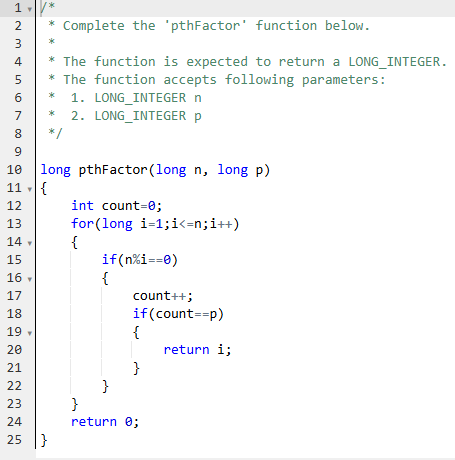 1 /*
2  * Complete the 'pthFactor' function below.
3  *
4  * The function is expected to return a LONG_INTEGER.
5  * The function accepts following parameters:
6  *  1. LONG_INTEGER n
7  *  2. LONG_INTEGER p
8  */
9
10 long pthFactor(long n, long p)
11 {
12     int count=0;
13     for(long i=1;i<=n;i++)
14     {
15         if(n%i==0)
16         {
17             count++;
18             if(count==p)
19             {
20                 return i;
21             }
22         }
23     }
24     return 0;
25 }